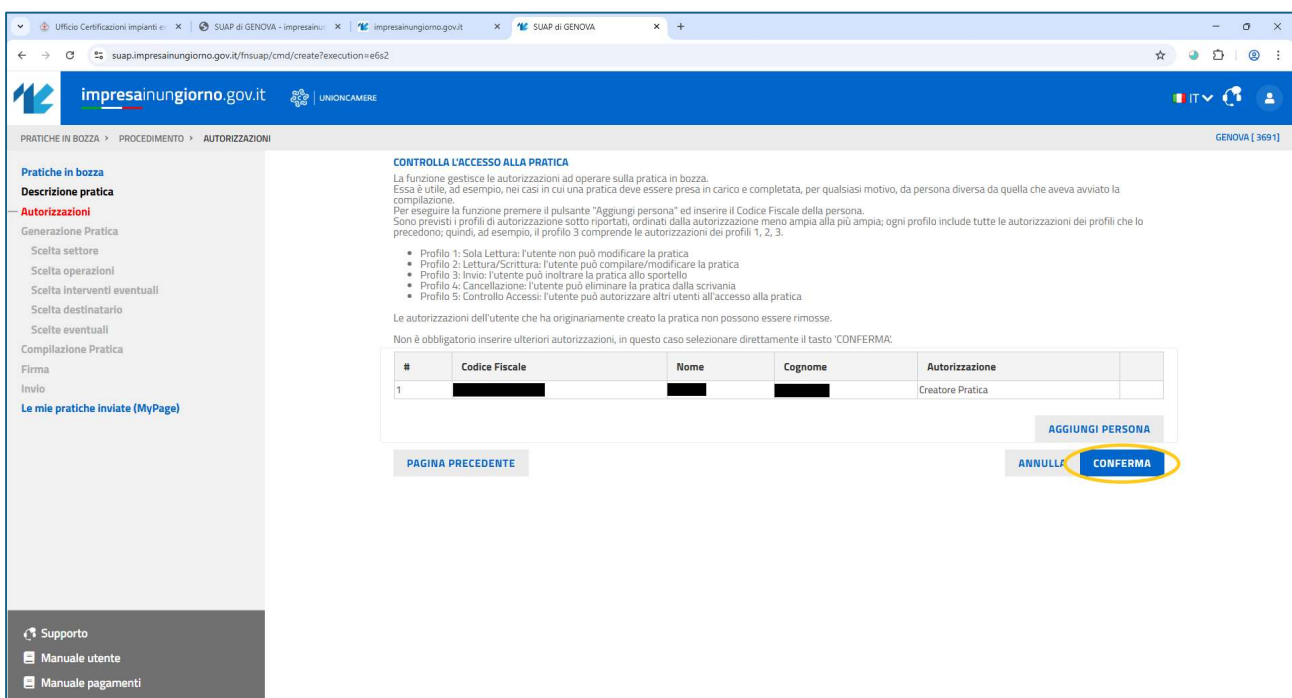 Ufficio Certificazioni impianti e
SUAP di GENOVA - impresainu
impresainungiorno.gov.it
SUAP di GENOVA
suap.impresainungiorno.gov.it/fnsuap/cmd/create?execution=e6s2
impresainungiorno.gov.it
UNIONCAMERE
IT
PRATICHE IN BOZZA > PROCEDIMENTO > AUTORIZZAZIONI
GENOVA [ 3691]
Pratiche in bozza
Descrizione pratica
Autorizzazioni
Generazione Pratica
Scelta settore
Scelta operazioni
Scelta interventi eventuali
Scelta destinatario
Scelte eventuali
Compilazione Pratica
Firma
Invio
Le mie pratiche inviate (MyPage)
CONTROLLA L'ACCESSO ALLA PRATICA
La funzione gestisce le autorizzazioni ad operare sulla pratica in bozza.
Essa è utile, ad esempio, nei casi in cui una pratica deve essere presa in carico e completata, per qualsiasi motivo, da persona diversa da quella che aveva avviato la
compilazione.
Per eseguire la funzione premere il pulsante "Aggiungi persona" ed inserire il Codice Fiscale della persona.
Sono previsti i profili di autorizzazione sotto riportati, ordinati dalla autorizzazione meno ampia alla più ampia; ogni profilo include tutte le autorizzazioni dei profili che lo
precedono; quindi, ad esempio, il profilo 3 comprende le autorizzazioni dei profili 1, 2, 3.
• Profilo 1: Sola Lettura: l'utente non può modificare la pratica
• Profilo 2: Lettura/Scrittura: l'utente può compilare/modificare la pratica
• Profilo 3: Invio: l'utente può inoltrare la pratica allo sportello
• Profilo 4: Cancellazione: l'utente può eliminare la pratica dalla scrivania
• Profilo 5: Controllo Accessi: l'utente può autorizzare altri utenti all'accesso alla pratica
Le autorizzazioni dell'utente che ha originariamente creato la pratica non possono essere rimosse.
Non è obbligatorio inserire ulteriori autorizzazioni, in questo caso selezionare direttamente il tasto 'CONFERMA'.
# Codice Fiscale Nome Cognome Autorizzazione
1 Creatore Pratica
AGGIUNGI PERSONA
PAGINA PRECEDENTE
ANNULLA
CONFERMA
Supporto
Manuale utente
Manuale pagamenti